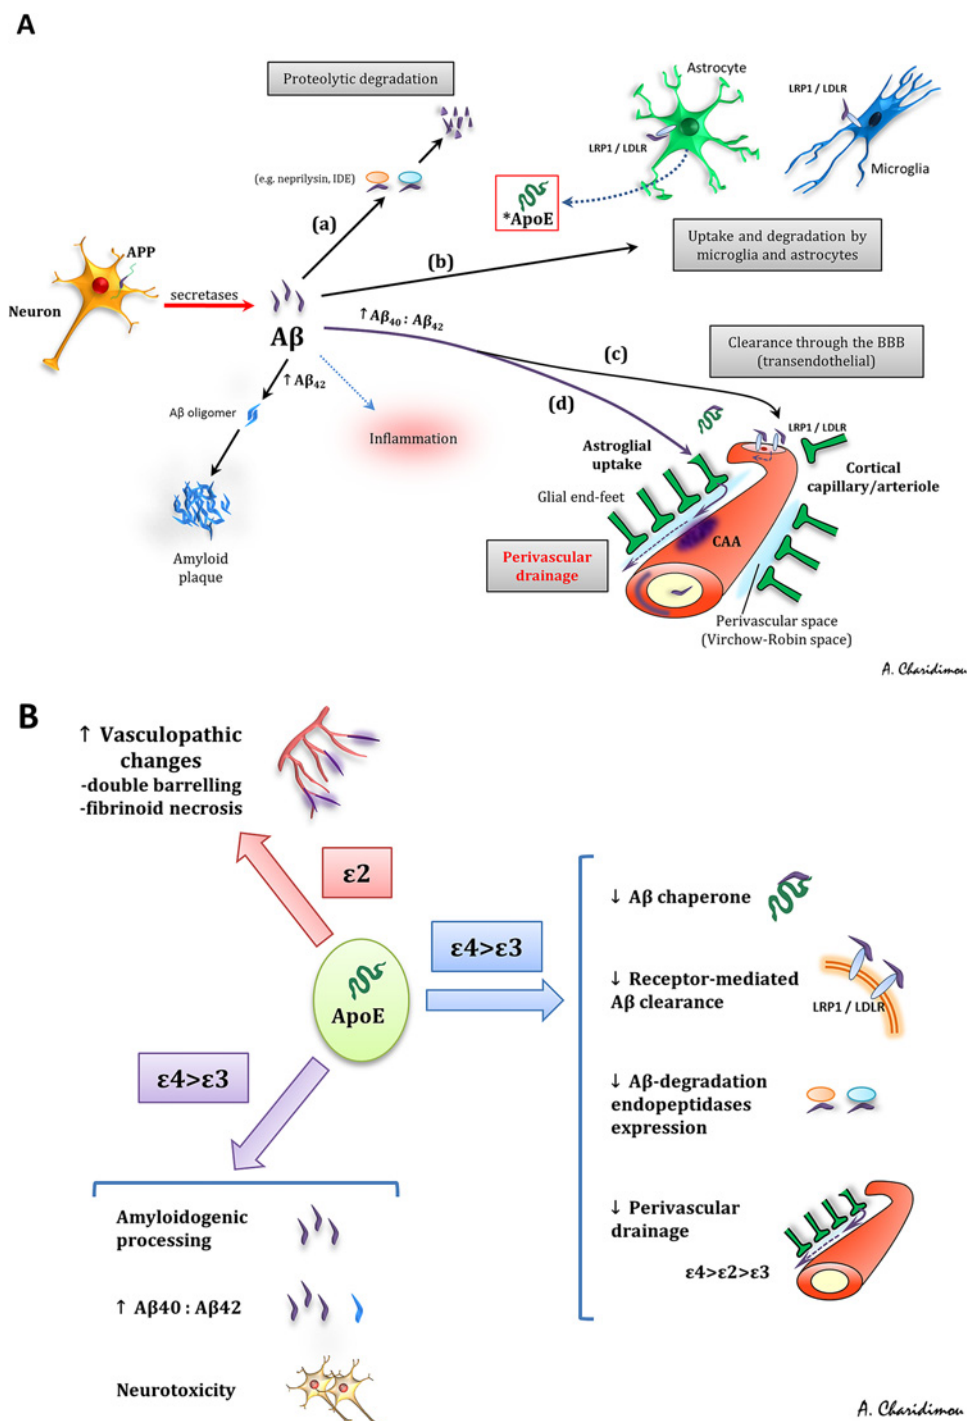 A
Proteolytic degradation
Astrocyte
LRP1 / LDLR
LRP1 / LDLR
Microglia
(e.g. neprilysin, IDE)
*ApoE
(a)
Uptake and degradation by
microglia and astrocytes
(b)
APP
Neuron
secretases
Aβ
↑Aβ40 : Aβ42
(c)
Clearance through the BBB
(transendothelial)
↑Aβ42
(d)
Aβ oligomer
Inflammation
LRP1 / LDLR
Astroglial
uptake
Cortical
capillary/arteriole
Glial end-feet
CAA
Perivascular
drainage
Amyloid
plaque
Perivascular space
(Virchow-Robin space)
A. Charidimou
B
↑ Vasculopathic
changes
-double barrelling
-fibrinoid necrosis
ε2
↓ Aβ chaperone
ε4>ε3
↓ Receptor-mediated
Aβ clearance
LRP1 / LDLR
ApoE
ε4>ε3
↓ Aβ-degradation
endopeptidases
expression
Amyloidogenic
processing
↓ Perivascular
drainage
ε4>ε2>ε3
↑ Aβ40 : Aβ42
Neurotoxicity
A. Charidimou